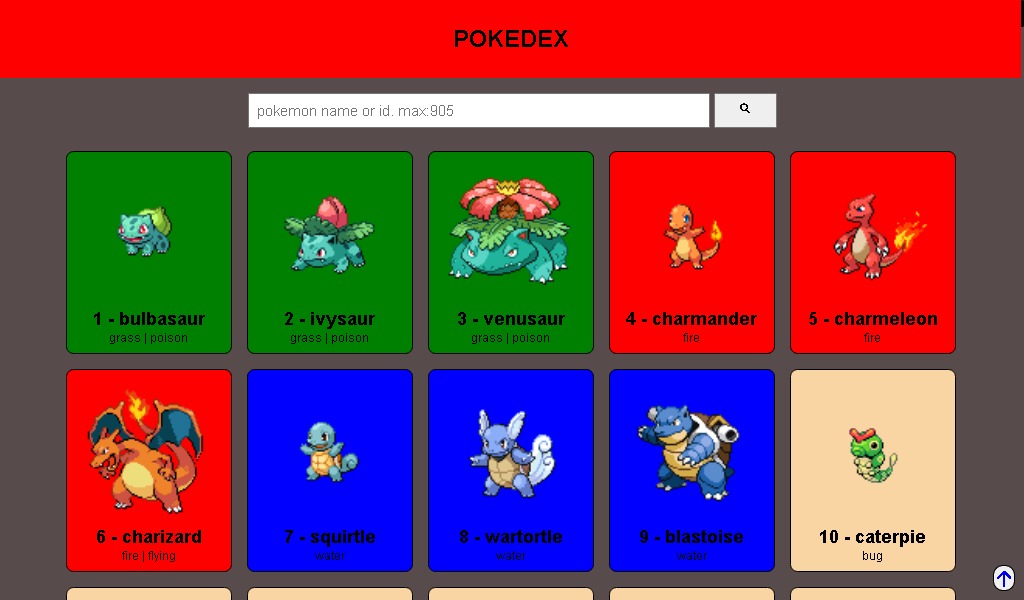 POKEDEX
pokemon name or id. max:905
1 - bulbasaur
grass | poison
2 - ivysaur
grass | poison
3 - venusaur
grass | poison
4 - charmander
fire
5 - charmeleon
fire
6 - charizard
fire | flying
7 - squirtle
water
8 - wartortle
water
9 - blastoise
water
10 - caterpie
bug